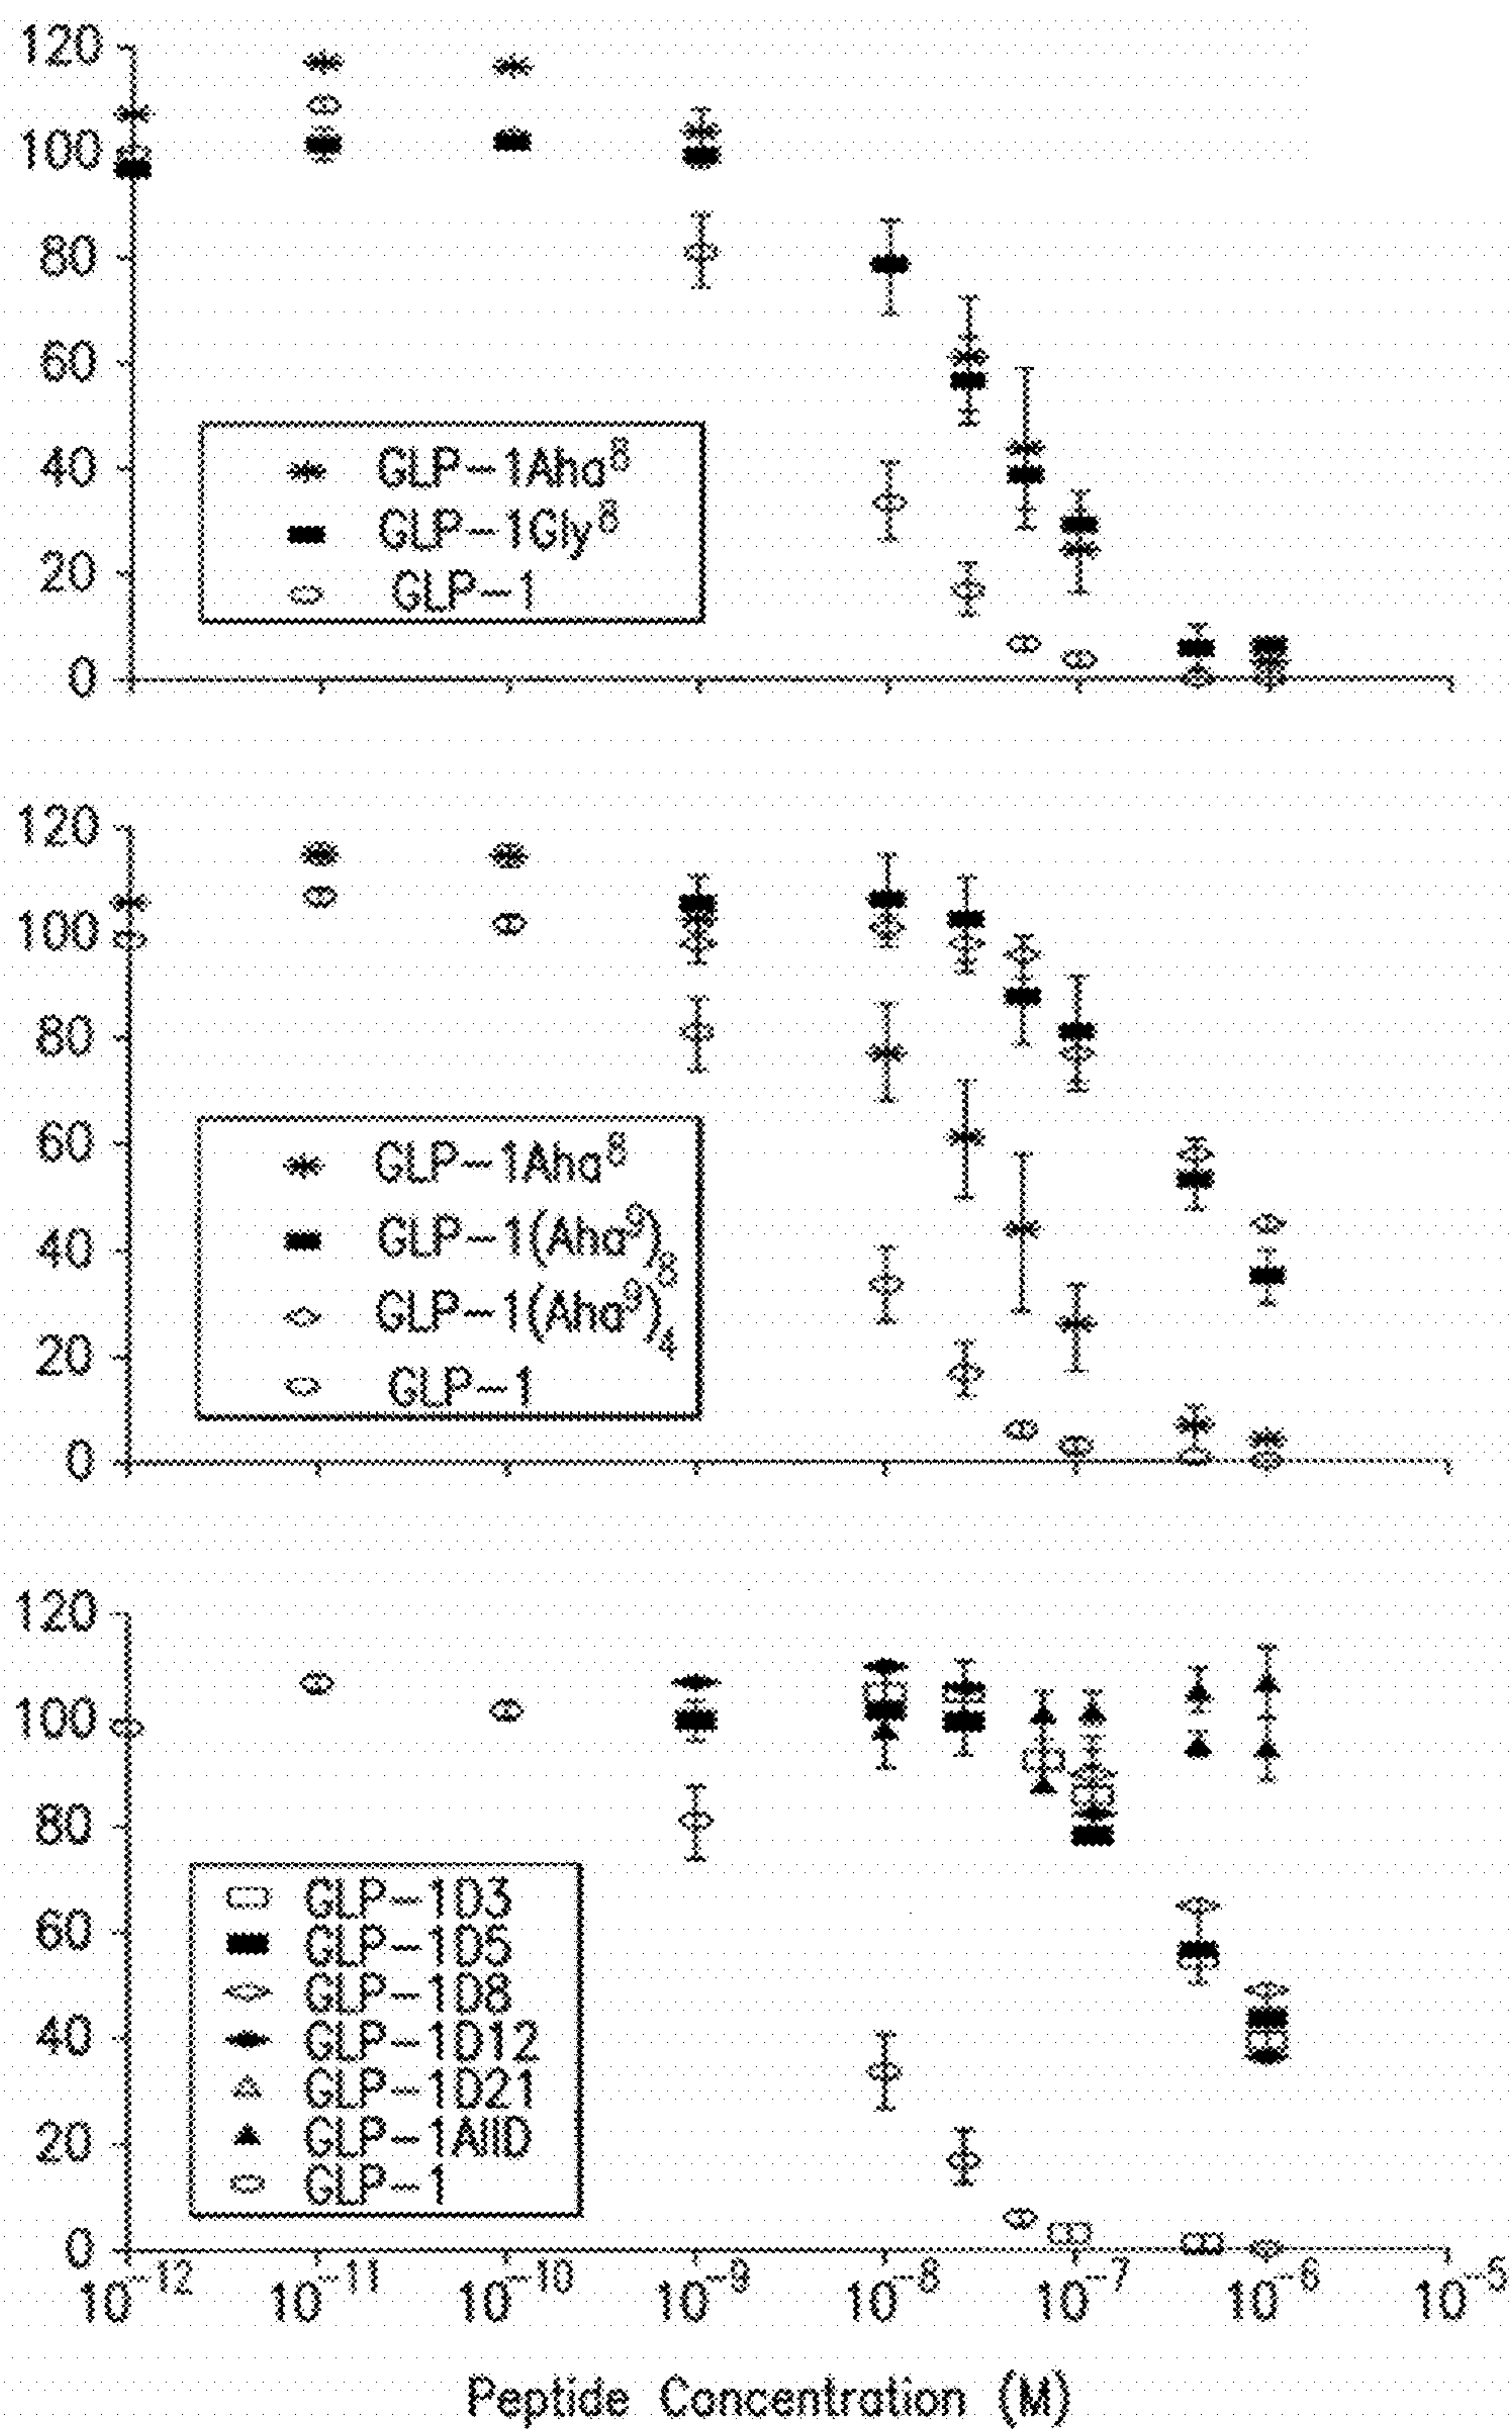 120
100
80
60
40
20
0
GLP-1Aha⁸
GLP-1Gly⁸
GLP-1
120
100
80
60
40
20
0
GLP-1Aha⁸
GLP-1(Aha⁹)₈
GLP-1(Aha⁹)₄
GLP-1
120
100
80
60
40
20
0
GLP-1D3
GLP-1D5
GLP-1D8
GLP-1D12
GLP-1D21
GLP-1AllD
GLP-1
10⁻¹² 10⁻¹¹ 10⁻¹⁰ 10⁻⁹ 10⁻⁸ 10⁻⁷ 10⁻⁶ 10⁻⁵
Peptide Concentration (M)